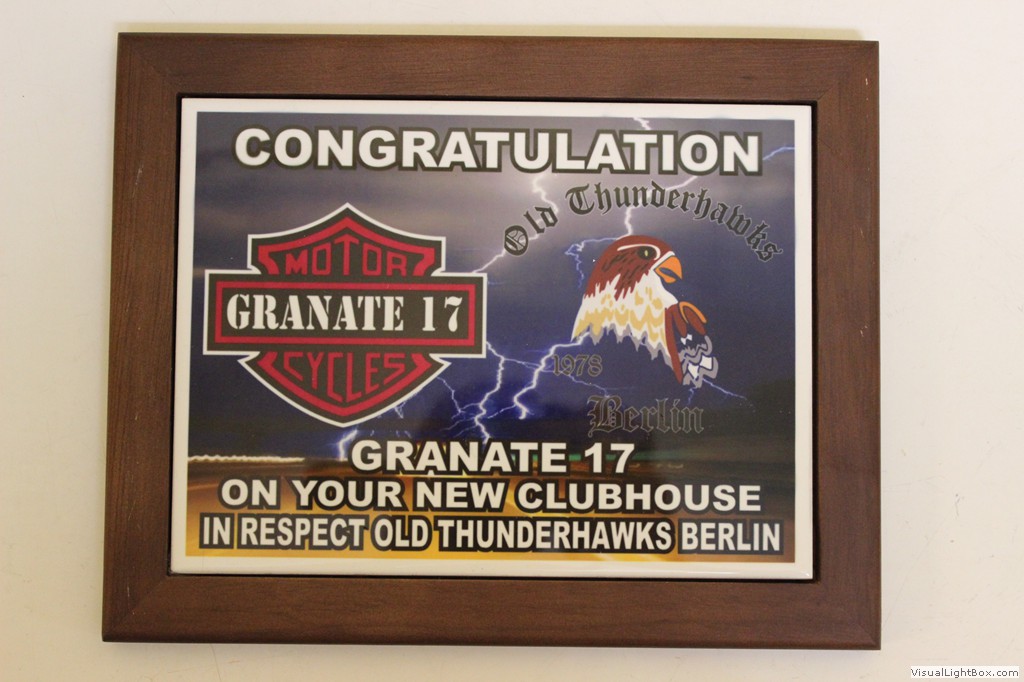 CONGRATULATION
Old Thunderhawks
MOTOR
GRANATE 17
CYCLES
1978
Berlin
GRANATE 17
ON YOUR NEW CLUBHOUSE
IN RESPECT OLD THUNDERHAWKS BERLIN
VisualLightBox.com